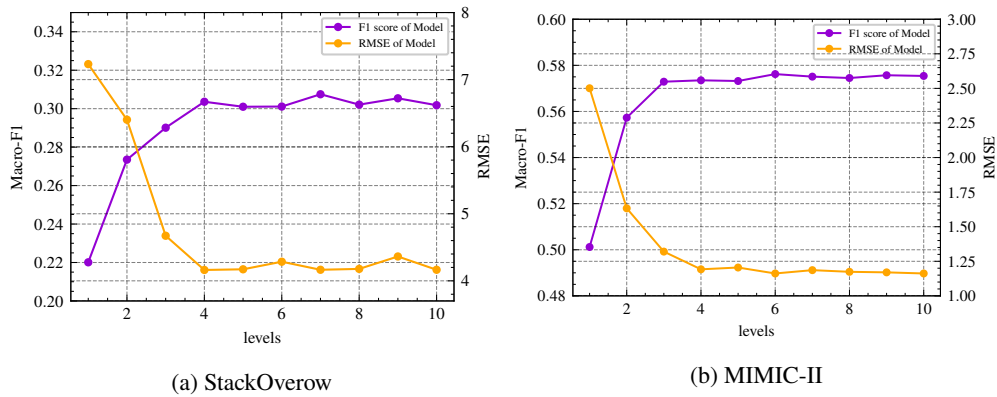 F1 score of Model
RMSE of Model
Macro-F1
0.34
0.32
0.30
0.28
0.26
0.24
0.22
0.20
8
7
6
5
4
RMSE
2 4 6 8 10
levels
(a) StackOverow
F1 score of Model
RMSE of Model
Macro-F1
0.60
0.58
0.56
0.54
0.52
0.50
0.48
3.00
2.75
2.50
2.25
2.00
1.75
1.50
1.25
1.00
RMSE
2 4 6 8 10
levels
(b) MIMIC-II